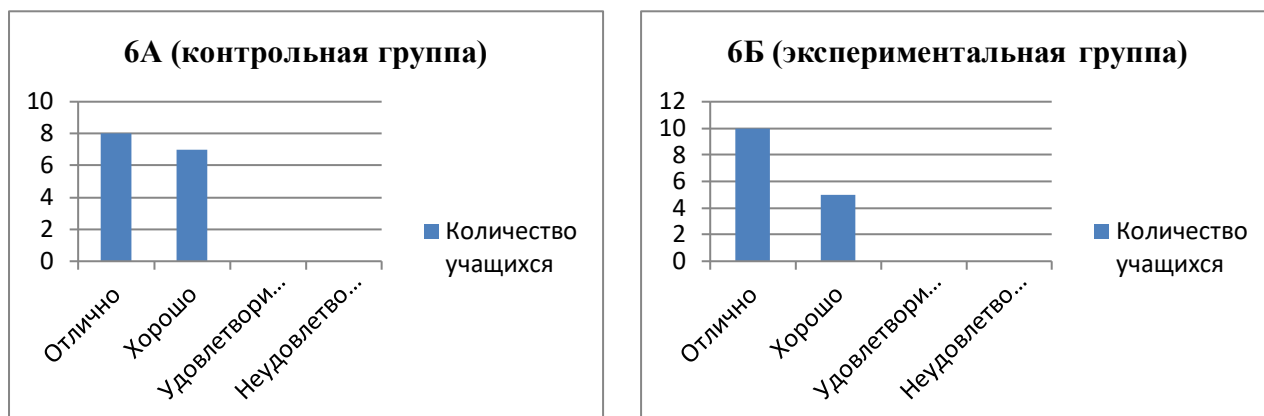 6А (контрольная группа)
10
8
6
4
2
0
Отлично
Хорошо
Удовлетвори...
Неудовлетво...
Количество
учащихся
6Б (экспериментальная группа)
12
10
8
6
4
2
0
Отлично
Хорошо
Удовлетвори...
Неудовлетво...
Количество
учащихся